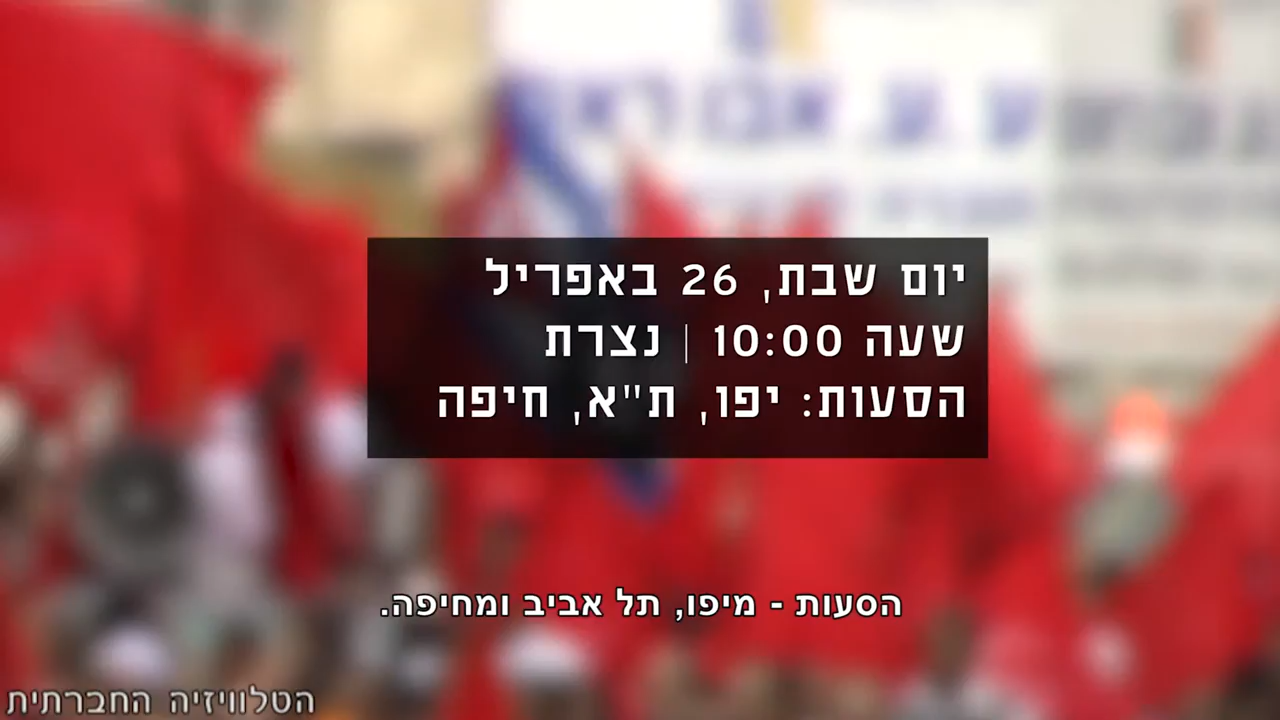 יום שבת, 26 באפריל
שעה 10:00 | נצרת
הסעות: יפו, ת"א, חיפה
הסעות - מיפו, תל אביב ומחיפה.
הטלוויזיה החברתית